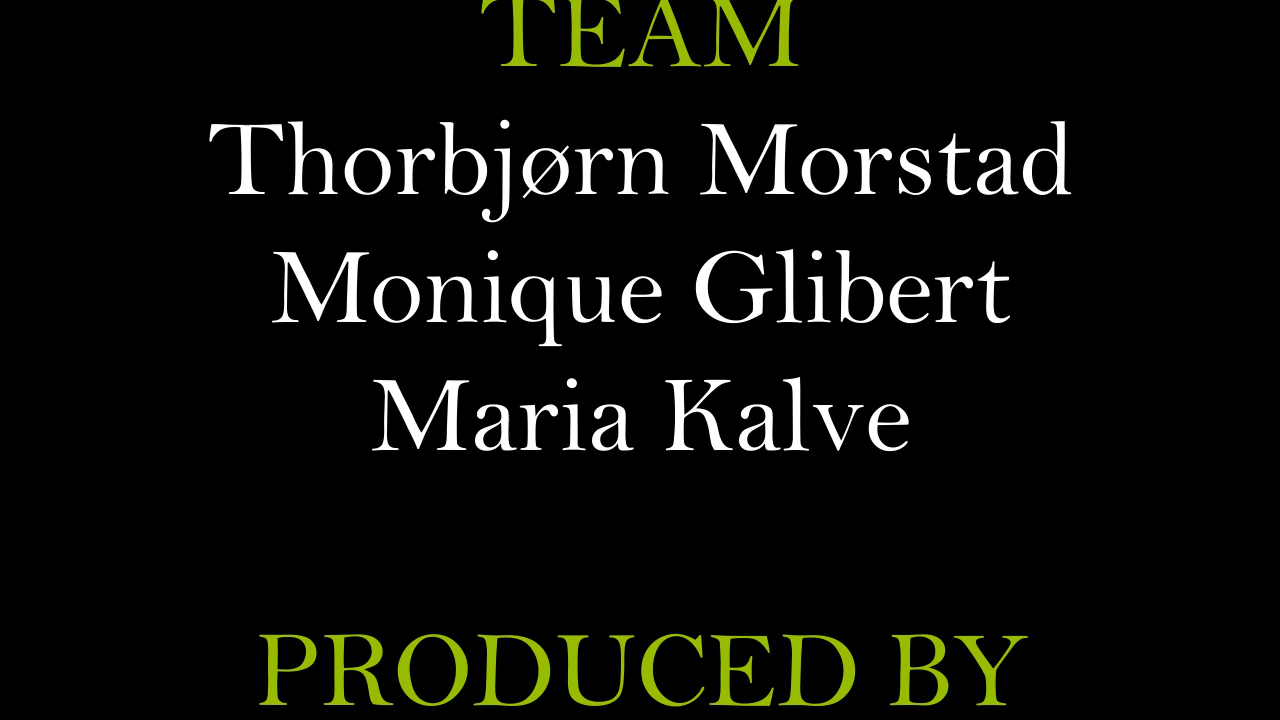 TEAM
Thorbjørn Morstad
Monique Glibert
Maria Kalve
PRODUCED BY